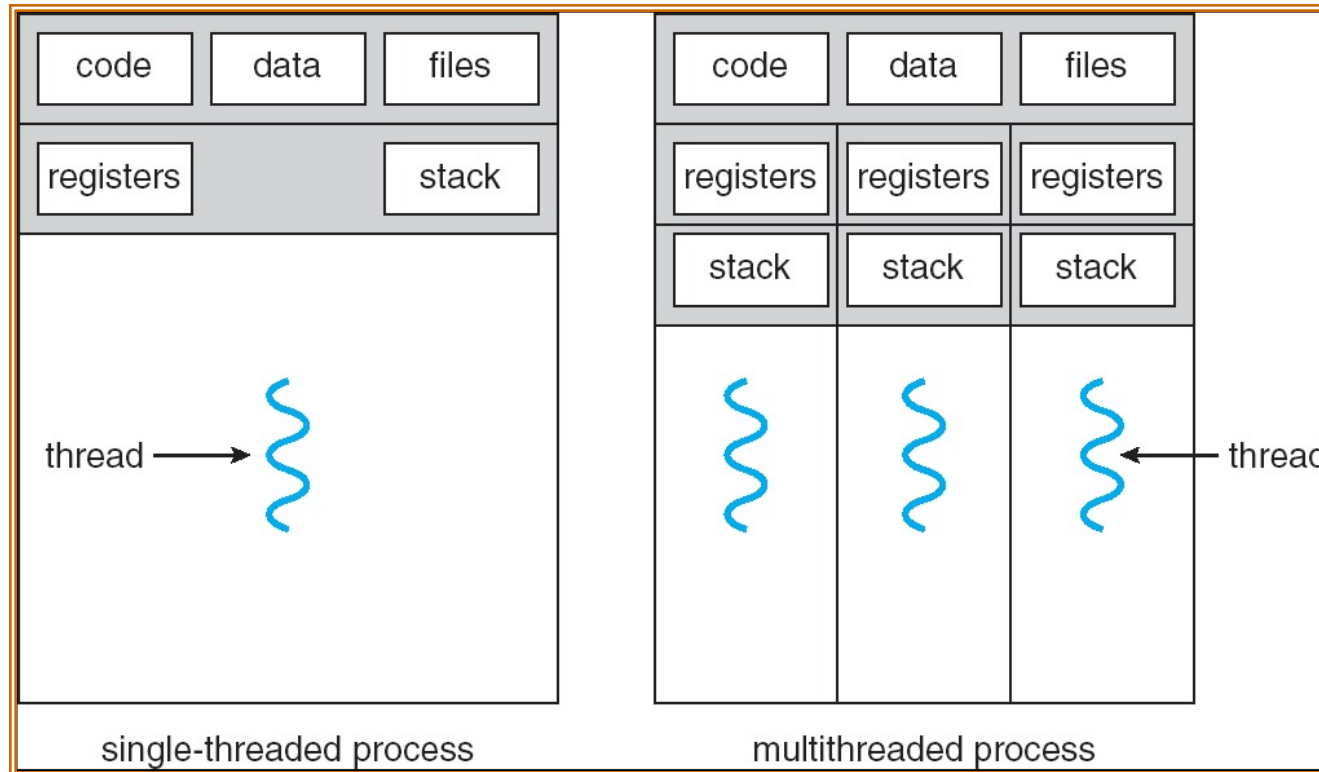 code data files
registers stack
thread
single-threaded process
code data files
registers registers registers
stack stack stack
thread
multithreaded process